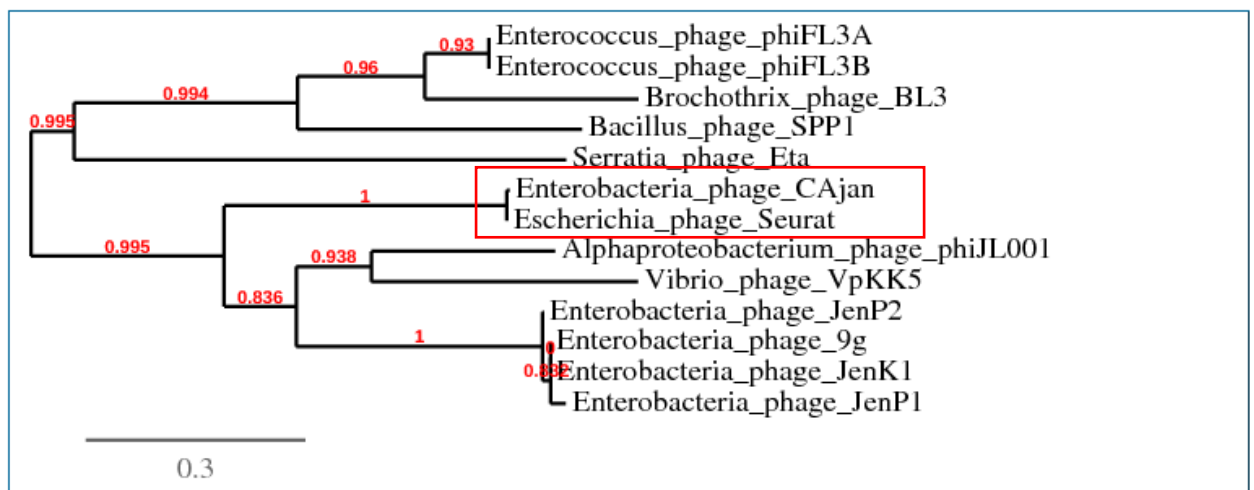 Enterococcus_phage_phiFL3A
0.93
Enterococcus_phage_phiFL3B
0.96
Brochothrix_phage_BL3
0.994
Bacillus_phage_SPP1
0.995
Serratia_phage_Eta
Enterobacteria_phage_CAjan
1
Escherichia_phage_Seurat
0.995
Alphaproteobacterium_phage_phiJL001
0.938
Vibrio_phage_VpKK5
0.836
Enterobacteria_phage_JenP2
1
Enterobacteria_phage_9g
0
Enterobacteria_phage_JenK1
Enterobacteria_phage_JenP1
0.3